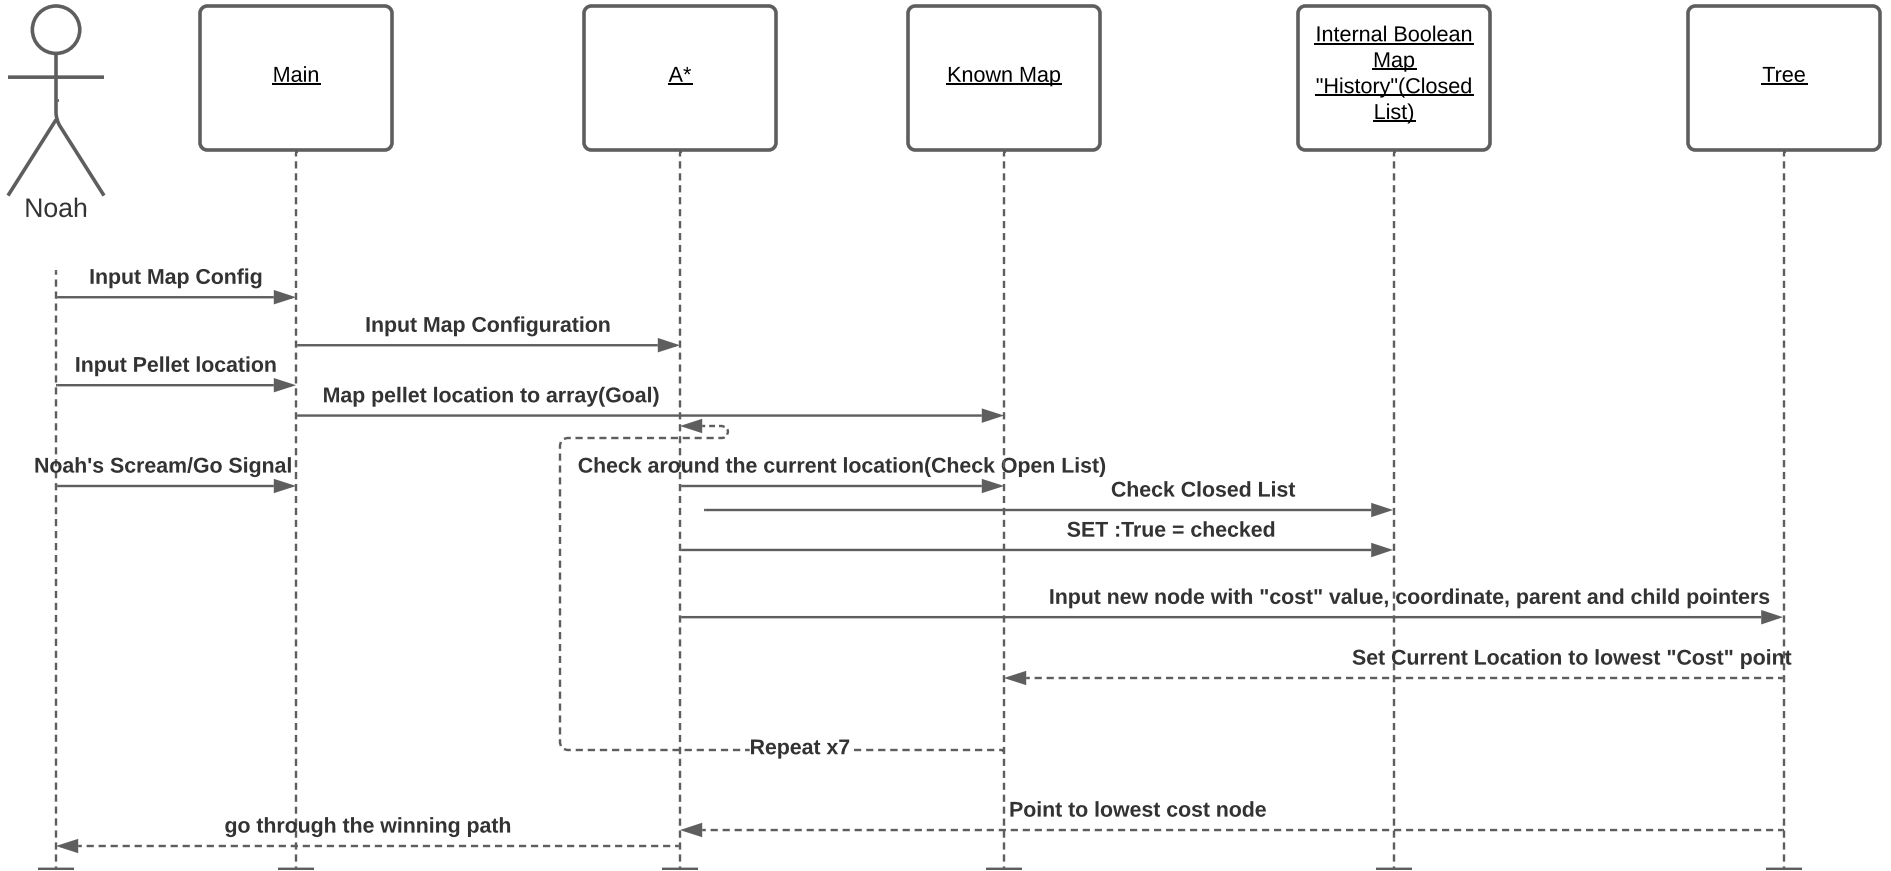 Main
A*
Known Map
Internal Boolean
Map
"History"(Closed
List)
Tree
Noah
Input Map Config
Input Map Configuration
Input Pellet location
Map pellet location to array(Goal)
Noah's Scream/Go Signal
Check around the current location(Check Open List)
Check Closed List
SET :True = checked
Input new node with "cost" value, coordinate, parent and child pointers
Set Current Location to lowest "Cost" point
Repeat x7
Point to lowest cost node
go through the winning path